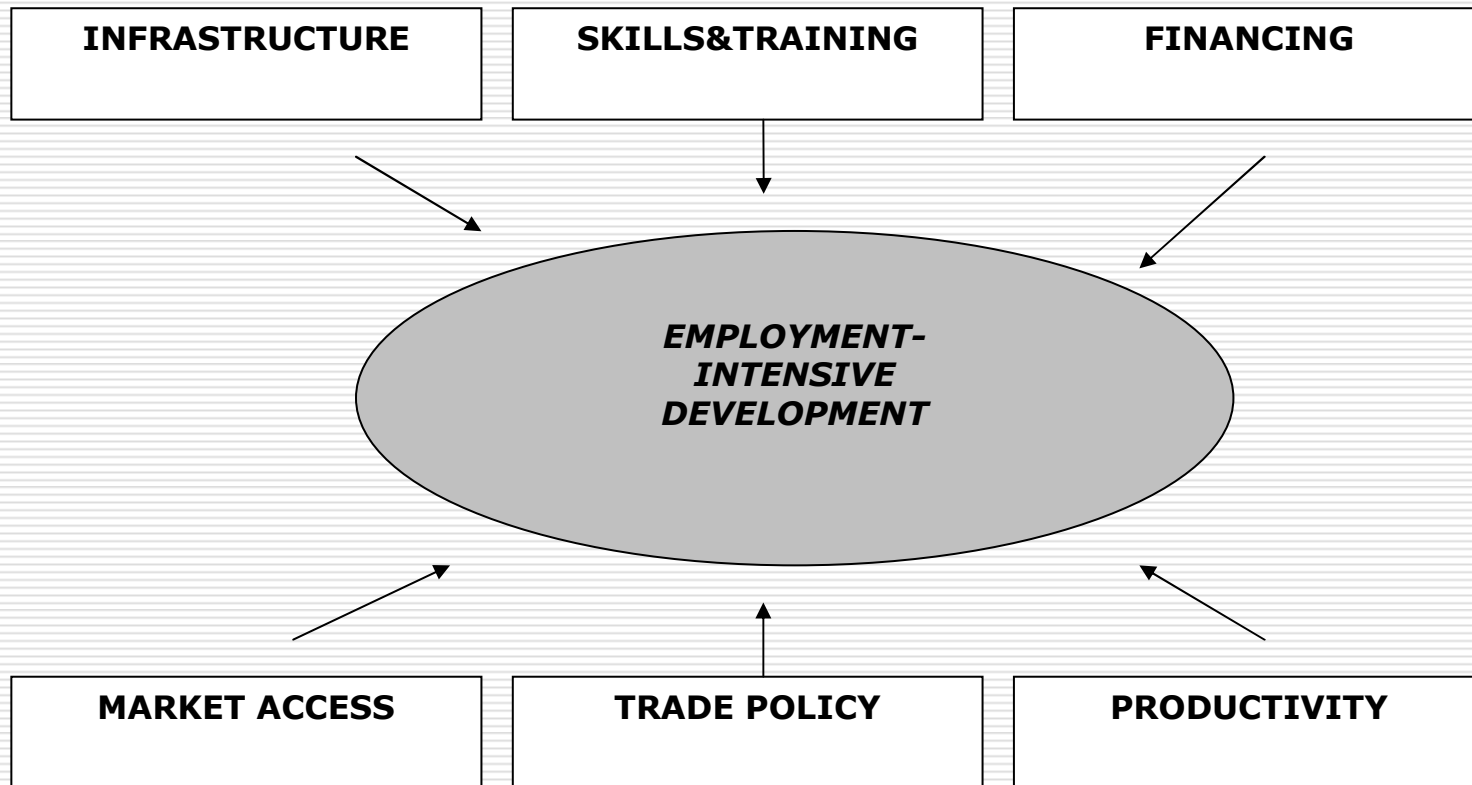 INFRASTRUCTURE
SKILLS&TRAINING
FINANCING
EMPLOYMENT-
INTENSIVE
DEVELOPMENT
MARKET ACCESS
TRADE POLICY
PRODUCTIVITY